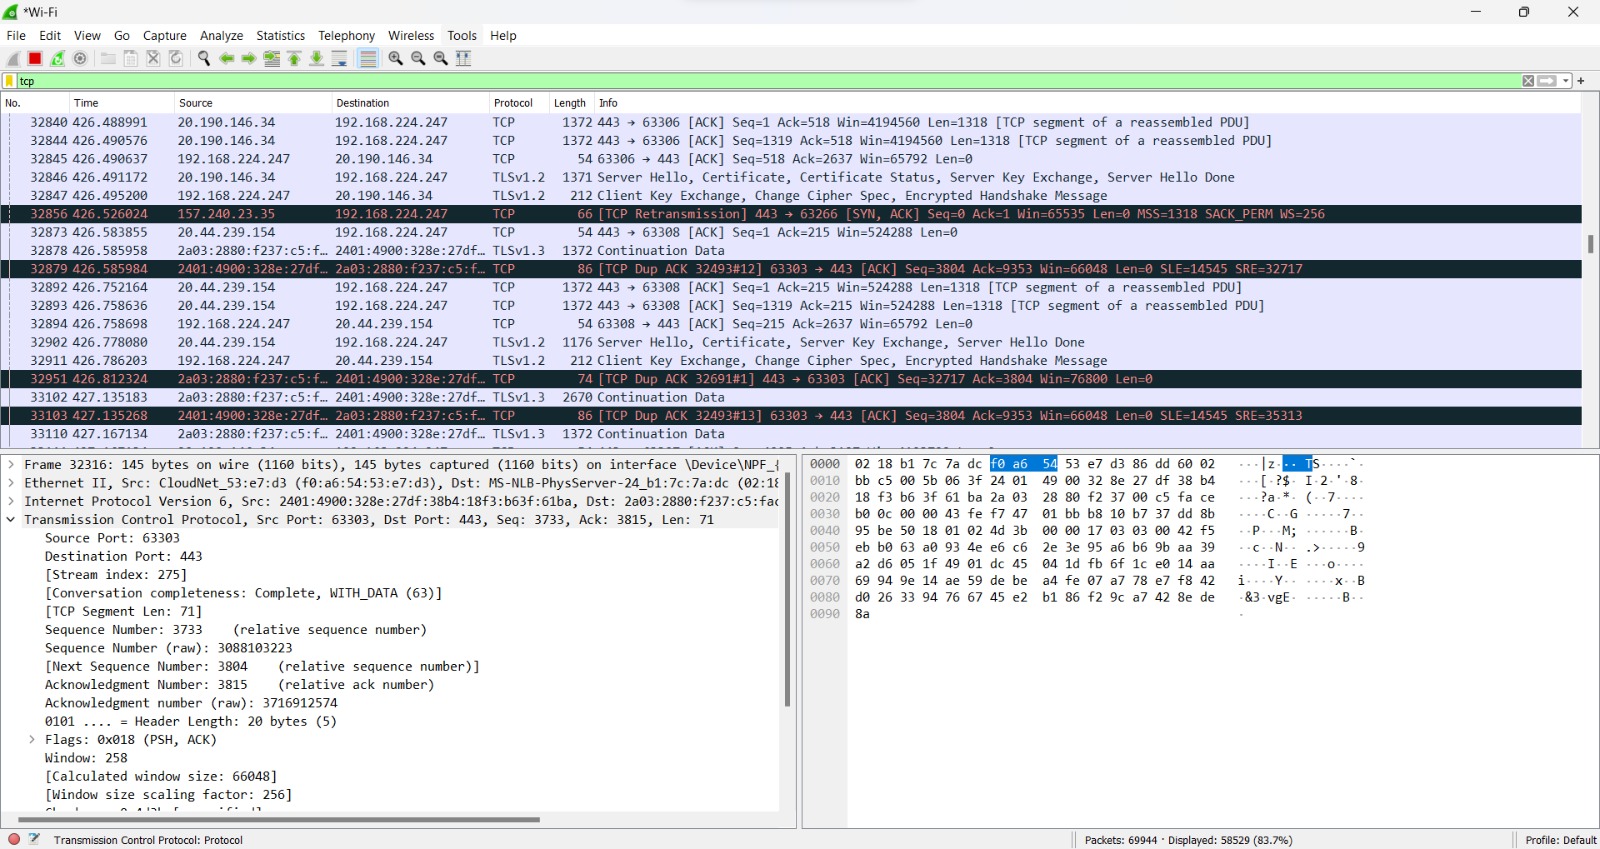 *Wi-Fi
File Edit View Go Capture Analyze Statistics Telephony Wireless Tools Help
tcp
No. Time Source Destination Protocol Length Info
32840 426.488991 20.190.146.34 192.168.224.247 TCP 1372 443 → 63306 [ACK] Seq=1 Ack=518 Win=4194560 Len=1318 [TCP segment of a reassembled PDU]
32844 426.490576 20.190.146.34 192.168.224.247 TCP 1372 443 → 63306 [ACK] Seq=1319 Ack=518 Win=4194560 Len=1318 [TCP segment of a reassembled PDU]
32845 426.490637 192.168.224.247 20.190.146.34 TCP 54 63306 → 443 [ACK] Seq=518 Ack=2637 Win=65792 Len=0
32846 426.491172 20.190.146.34 192.168.224.247 TLSv1.2 1371 Server Hello, Certificate, Certificate Status, Server Key Exchange, Server Hello Done
32847 426.495200 192.168.224.247 20.190.146.34 TLSv1.2 212 Client Key Exchange, Change Cipher Spec, Encrypted Handshake Message
32856 426.526024 157.240.23.35 192.168.224.247 TCP 66 [TCP Retransmission] 443 → 63266 [SYN, ACK] Seq=0 Ack=1 Win=65535 Len=0 MSS=1318 SACK_PERM WS=256
32873 426.583855 20.44.239.154 192.168.224.247 TCP 54 443 → 63308 [ACK] Seq=1 Ack=215 Win=524288 Len=0
32878 426.585958 2a03:2880:f237:c5:f… 2401:4900:328e:27df… TLSv1.3 1372 Continuation Data
32879 426.585984 2401:4900:328e:27df… 2a03:2880:f237:c5:f… TCP 86 [TCP Dup ACK 32493#12] 63303 → 443 [ACK] Seq=3804 Ack=9353 Win=66048 Len=0 SLE=14545 SRE=32717
32892 426.752164 20.44.239.154 192.168.224.247 TCP 1372 443 → 63308 [ACK] Seq=1 Ack=215 Win=524288 Len=1318 [TCP segment of a reassembled PDU]
32893 426.758636 20.44.239.154 192.168.224.247 TCP 1372 443 → 63308 [ACK] Seq=1319 Ack=215 Win=524288 Len=1318 [TCP segment of a reassembled PDU]
32894 426.758698 192.168.224.247 20.44.239.154 TCP 54 63308 → 443 [ACK] Seq=215 Ack=2637 Win=65792 Len=0
32902 426.778080 20.44.239.154 192.168.224.247 TLSv1.2 1176 Server Hello, Certificate, Server Key Exchange, Server Hello Done
32911 426.786203 192.168.224.247 20.44.239.154 TLSv1.2 212 Client Key Exchange, Change Cipher Spec, Encrypted Handshake Message
32951 426.812324 2a03:2880:f237:c5:f… 2401:4900:328e:27df… TCP 74 [TCP Dup ACK 32691#1] 443 → 63303 [ACK] Seq=32717 Ack=3804 Win=76800 Len=0
33102 427.135183 2a03:2880:f237:c5:f… 2401:4900:328e:27df… TLSv1.3 2670 Continuation Data
33103 427.135268 2401:4900:328e:27df… 2a03:2880:f237:c5:f… TCP 86 [TCP Dup ACK 32493#13] 63303 → 443 [ACK] Seq=3804 Ack=9353 Win=66048 Len=0 SLE=14545 SRE=35313
33110 427.167134 2a03:2880:f237:c5:f… 2401:4900:328e:27df… TLSv1.3 1372 Continuation Data
Frame 32316: 145 bytes on wire (1160 bits), 145 bytes captured (1160 bits) on interface \Device\NPF_{
Ethernet II, Src: CloudNet_53:e7:d3 (f0:a6:54:53:e7:d3), Dst: MS-NLB-PhysServer-24_b1:7c:7a:dc (02:18
Internet Protocol Version 6, Src: 2401:4900:328e:27df:38b4:18f3:b63f:61ba, Dst: 2a03:2880:f237:c5:fac
Transmission Control Protocol, Src Port: 63303, Dst Port: 443, Seq: 3733, Ack: 3815, Len: 71
Source Port: 63303
Destination Port: 443
[Stream index: 275]
[Conversation completeness: Complete, WITH_DATA (63)]
[TCP Segment Len: 71]
Sequence Number: 3733 (relative sequence number)
Sequence Number (raw): 3088103223
[Next Sequence Number: 3804 (relative sequence number)]
Acknowledgment Number: 3815 (relative ack number)
Acknowledgment number (raw): 3716912574
0101 .... = Header Length: 20 bytes (5)
Flags: 0x018 (PSH, ACK)
Window: 258
[Calculated window size: 66048]
[Window size scaling factor: 256]
0000 02 18 b1 7c 7a dc f0 a6 54 53 e7 d3 86 dd 60 02 ···|z··· TS····`·
0010 bb c5 00 5b 06 3f 24 01 49 00 32 8e 27 df 38 b4 ···[·?$· I·2·'·8·
0020 18 f3 b6 3f 61 ba 2a 03 28 80 f2 37 00 c5 fa ce ···?a·*· (··7····
0030 b0 0c 00 00 43 fe f7 47 01 bb b8 10 b7 37 dd 8b ····C··G ·····7··
0040 95 be 50 18 01 02 4d 3b 00 00 17 03 03 00 42 f5 ··P···M; ······B·
0050 eb b0 63 a0 93 4e e6 c6 2e 3e 95 a6 b6 9b aa 39 ··c··N·· .>·····9
0060 a2 d6 05 1f 49 01 dc 45 04 1d fb 6f 1c e0 14 aa ····I··E ···o····
0070 69 94 9e 14 ae 59 de be a4 fe 07 a7 78 e7 f8 42 i····Y·· ····x··B
0080 d0 26 33 94 76 67 45 e2 b1 86 f2 9c a7 42 8e de ·&3·vgE· ·····B··
0090 8a ·
Transmission Control Protocol: Protocol
Packets: 69944 · Displayed: 58529 (83.7%)
Profile: Default